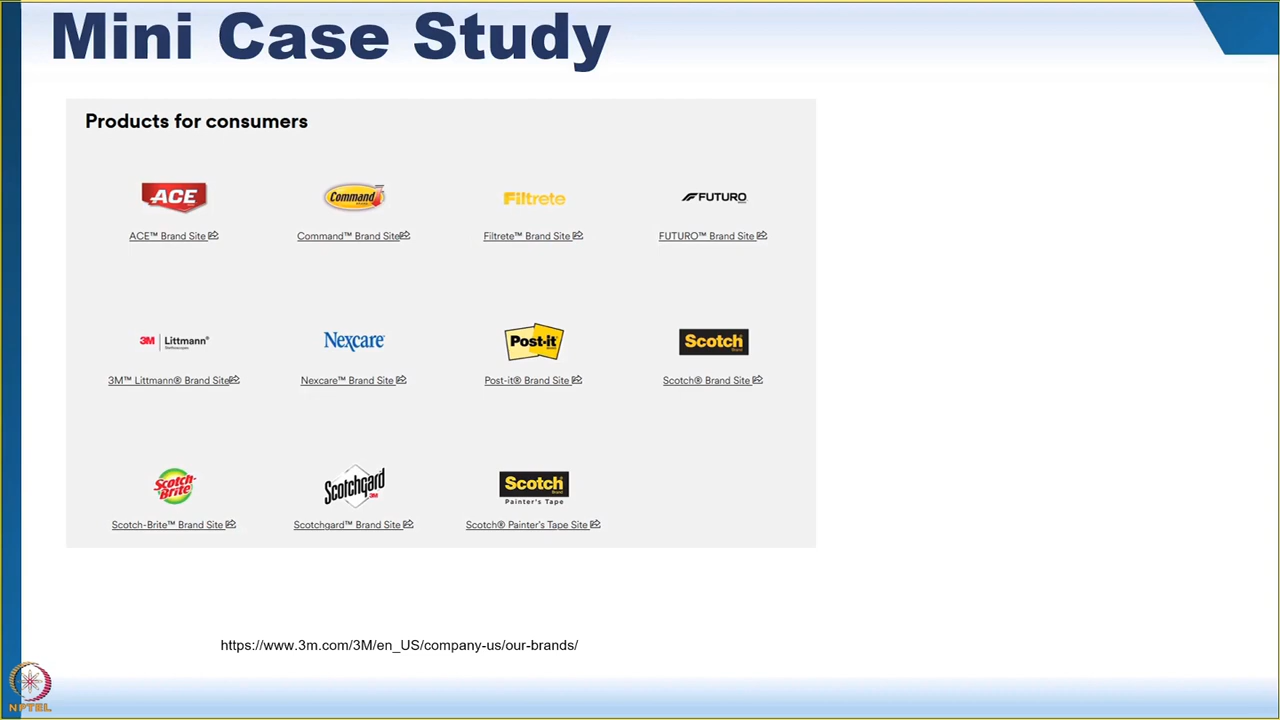 Mini Case Study
Products for consumers
ACE
Command
Filtrete
FUTURO
ACE™ Brand Site
Command™ Brand Site
Filtrete™ Brand Site
FUTURO™ Brand Site
3M Littmann®
Nexcare
Post-it
Scotch
Brand
3M™ Littmann® Brand Site
Nexcare™ Brand Site
Post-it® Brand Site
Scotch® Brand Site
Scotch-Brite
Scotchgard
3M
Scotch
Brand
Painter's Tape
Scotch-Brite™ Brand Site
Scotchgard™ Brand Site
Scotch® Painter's Tape Site
https://www.3m.com/3M/en_US/company-us/our-brands/
NPTEL